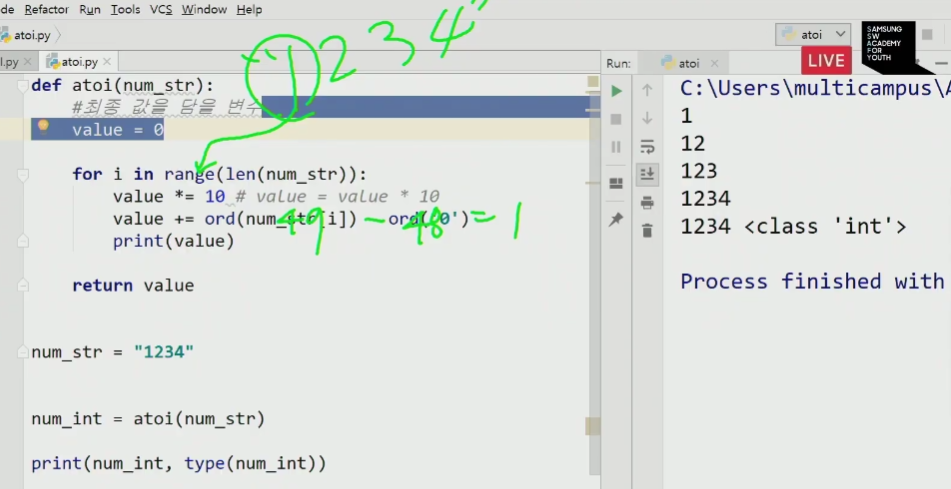 de Refactor Run Tools VCS Window Help
atoi.py
l.py × atoi.py ×
"1234"
atoi
LIVE
SAMSUNG
SW
ACADEMY
FOR
YOUTH
def atoi(num_str):
#최종 값을 담을 변수
value = 0
for i in range(len(num_str)):
value *= 10 # value = value * 10
value += ord(num_str[i]) - ord('0')
49 - 48 = 1
print(value)
return value
num_str = "1234"
num_int = atoi(num_str)
print(num_int, type(num_int))
Run: atoi ×
C:\Users\multicampus\A
1
12
123
1234
1234 <class 'int'>
Process finished with